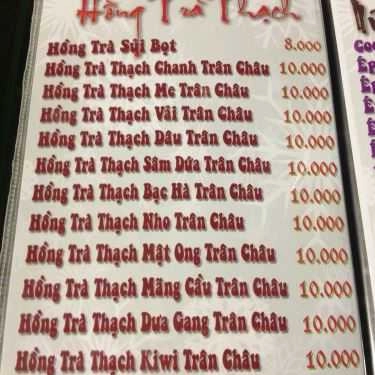 Hồng Trà Thạch
Hồng Trà Sủi Bọt 8.000
Hồng Trà Thạch Chanh Trân Châu 10.000
Hồng Trà Thạch Me Trân Châu 10.000
Hồng Trà Thạch Vải Trân Châu 10.000
Hồng Trà Thạch Dâu Trân Châu 10.000
Hồng Trà Thạch Sâm Dứa Trân Châu 10.000
Hồng Trà Thạch Bạc Hà Trân Châu 10.000
Hồng Trà Thạch Nho Trân Châu 10.000
Hồng Trà Thạch Mật Ong Trân Châu 10.000
Hồng Trà Thạch Mãng Cầu Trân Châu 10.000
Hồng Trà Thạch Dưa Gang Trân Châu 10.000
Hồng Trà Thạch Kiwi Trân Châu 10.000